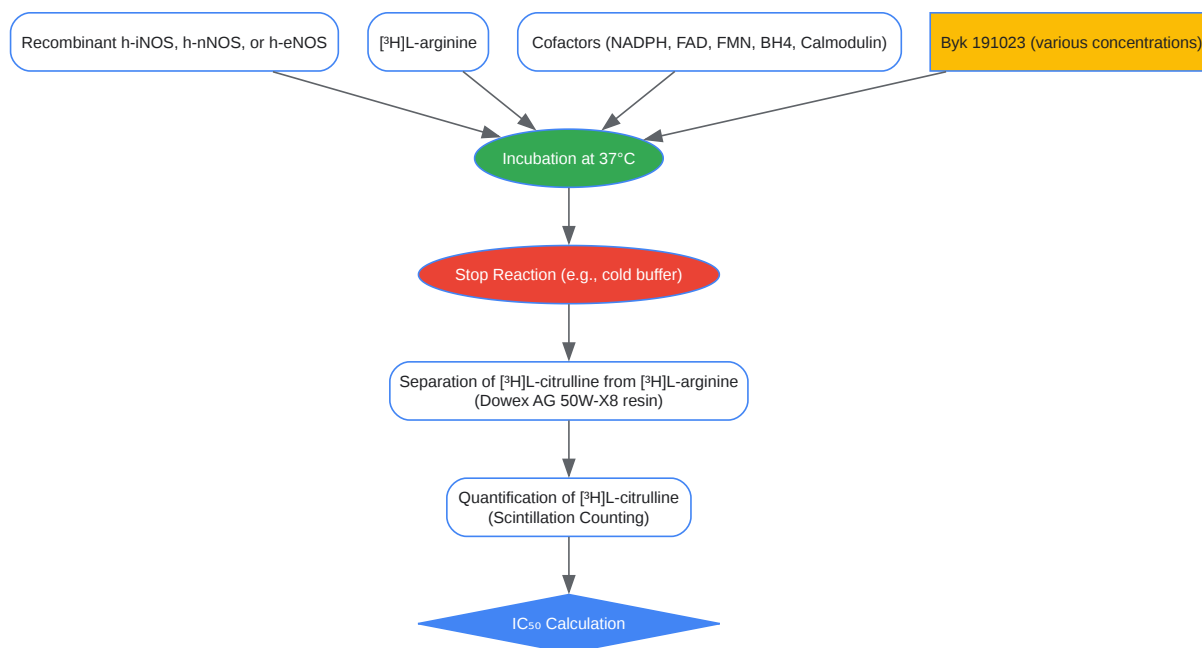 Recombinant h-iNOS, h-nNOS, or h-eNOS
[³H]L-arginine
Cofactors (NADPH, FAD, FMN, BH4, Calmodulin)
Byk 191023 (various concentrations)
Incubation at 37°C
Stop Reaction (e.g., cold buffer)
Separation of [³H]L-citrulline from [³H]L-arginine
(Dowex AG 50W-X8 resin)
Quantification of [³H]L-citrulline
(Scintillation Counting)
IC₅₀ Calculation